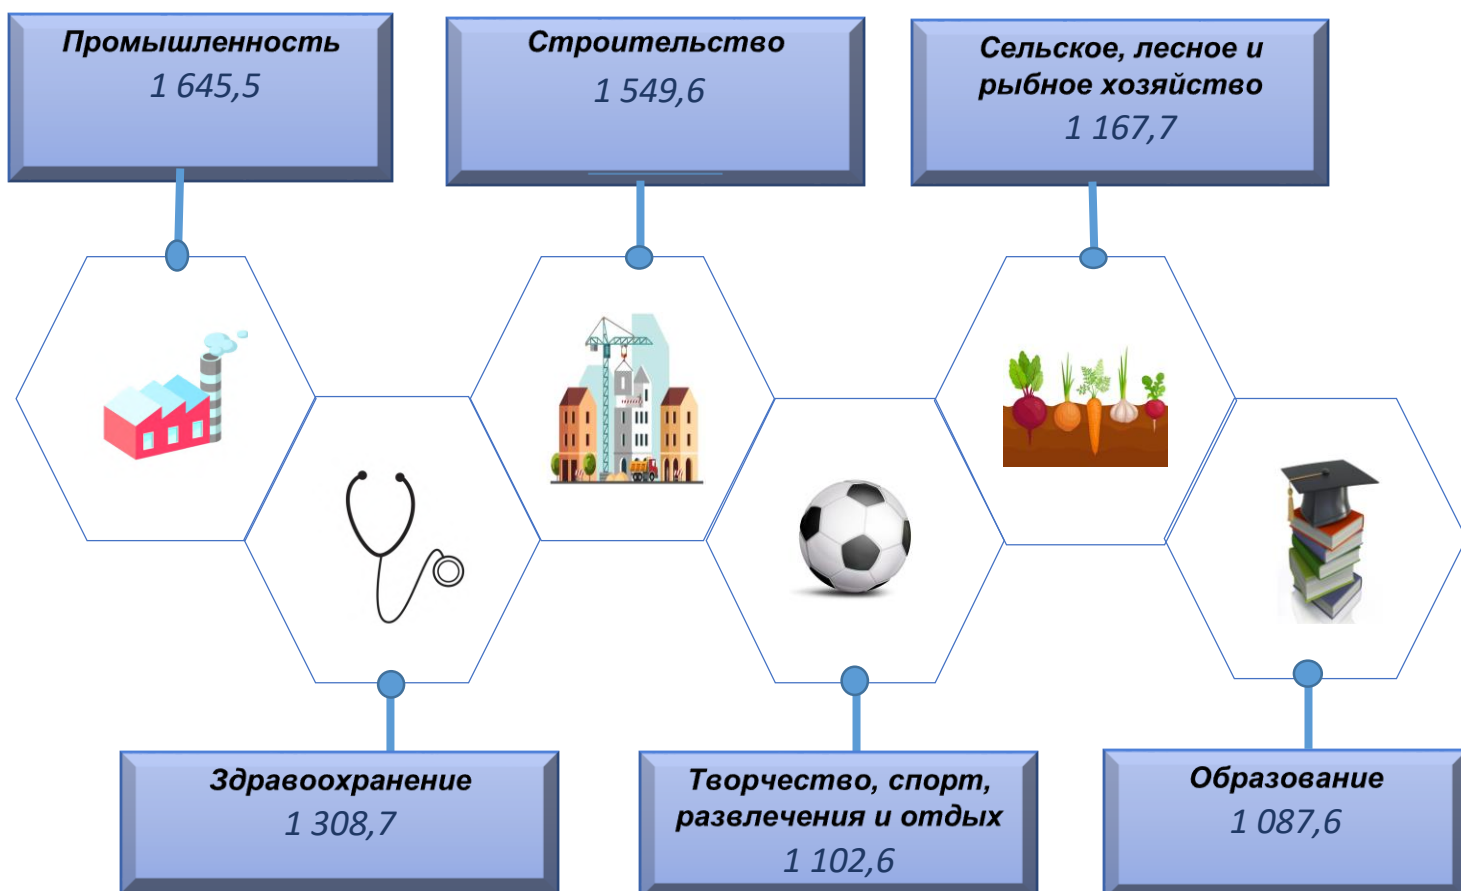 Промышленность
1 645,5
Строительство
1 549,6
Сельское, лесное и
рыбное хозяйство
1 167,7
Здравоохранение
1 308,7
Творчество, спорт,
развлечения и отдых
1 102,6
Образование
1 087,6